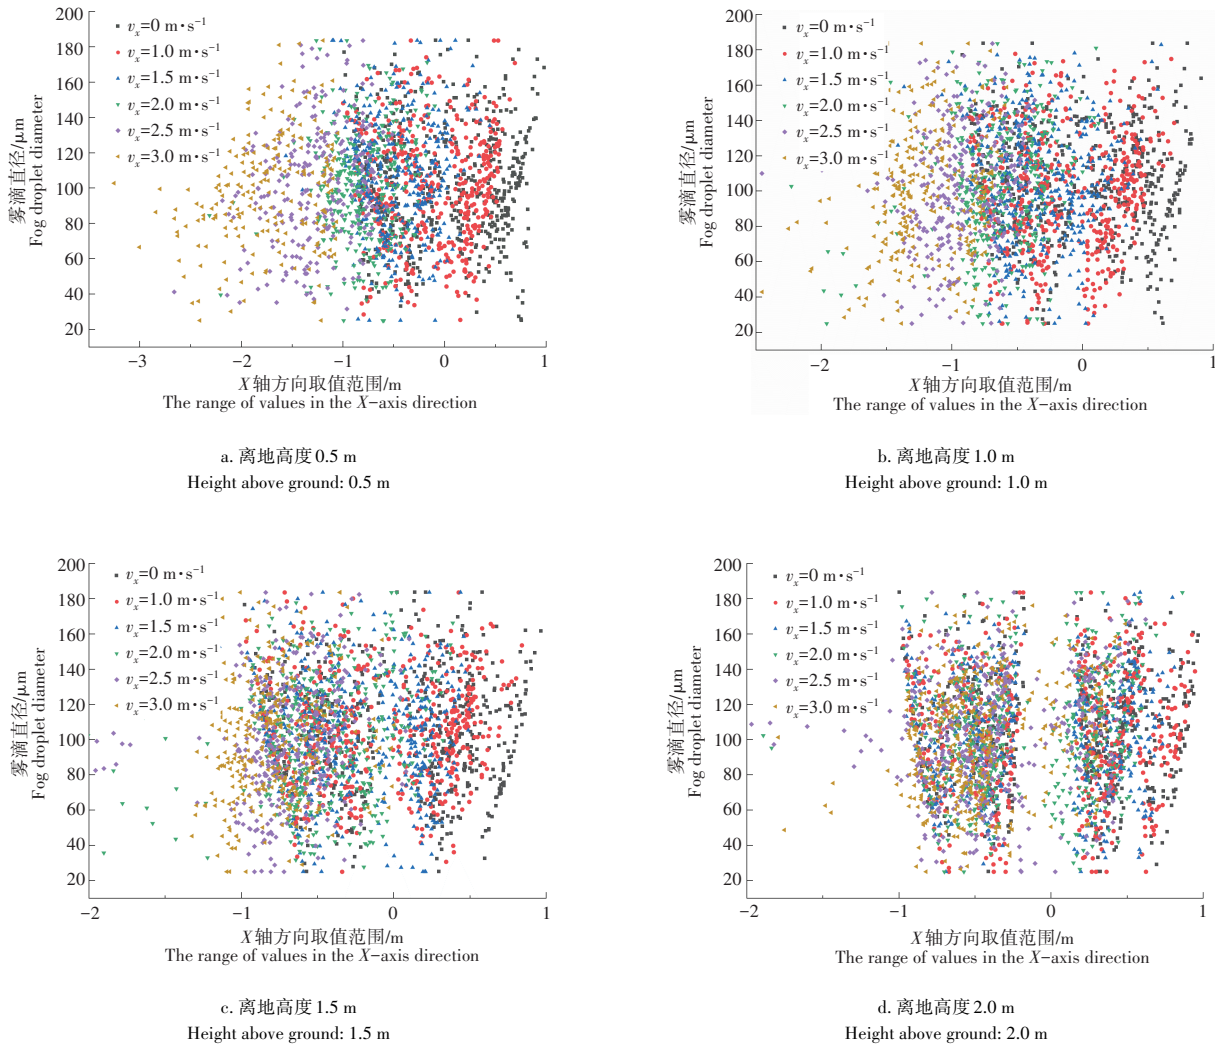 200
180
160
140
120
100
80
60
40
20
雾滴直径/μm
Fog droplet diameter
vₓ=0 m·s⁻¹
vₓ=1.0 m·s⁻¹
vₓ=1.5 m·s⁻¹
vₓ=2.0 m·s⁻¹
vₓ=2.5 m·s⁻¹
vₓ=3.0 m·s⁻¹
−3 −2 −1 0 1
X轴方向取值范围/m
The range of values in the X−axis direction
a. 离地高度 0.5 m
Height above ground: 0.5 m
200
180
160
140
120
100
80
60
40
20
雾滴直径/μm
Fog droplet diameter
vₓ=0 m·s⁻¹
vₓ=1.0 m·s⁻¹
vₓ=1.5 m·s⁻¹
vₓ=2.0 m·s⁻¹
vₓ=2.5 m·s⁻¹
vₓ=3.0 m·s⁻¹
−2 −1 0 1
X轴方向取值范围/m
The range of values in the X−axis direction
b. 离地高度 1.0 m
Height above ground: 1.0 m
200
180
160
140
120
100
80
60
40
20
雾滴直径/μm
Fog droplet diameter
vₓ=0 m·s⁻¹
vₓ=1.0 m·s⁻¹
vₓ=1.5 m·s⁻¹
vₓ=2.0 m·s⁻¹
vₓ=2.5 m·s⁻¹
vₓ=3.0 m·s⁻¹
−2 −1 0 1
X轴方向取值范围/m
The range of values in the X−axis direction
c. 离地高度 1.5 m
Height above ground: 1.5 m
200
180
160
140
120
100
80
60
40
20
雾滴直径/μm
Fog droplet diameter
vₓ=0 m·s⁻¹
vₓ=1.0 m·s⁻¹
vₓ=1.5 m·s⁻¹
vₓ=2.0 m·s⁻¹
vₓ=2.5 m·s⁻¹
vₓ=3.0 m·s⁻¹
−2 −1 0 1
X轴方向取值范围/m
The range of values in the X−axis direction
d. 离地高度 2.0 m
Height above ground: 2.0 m